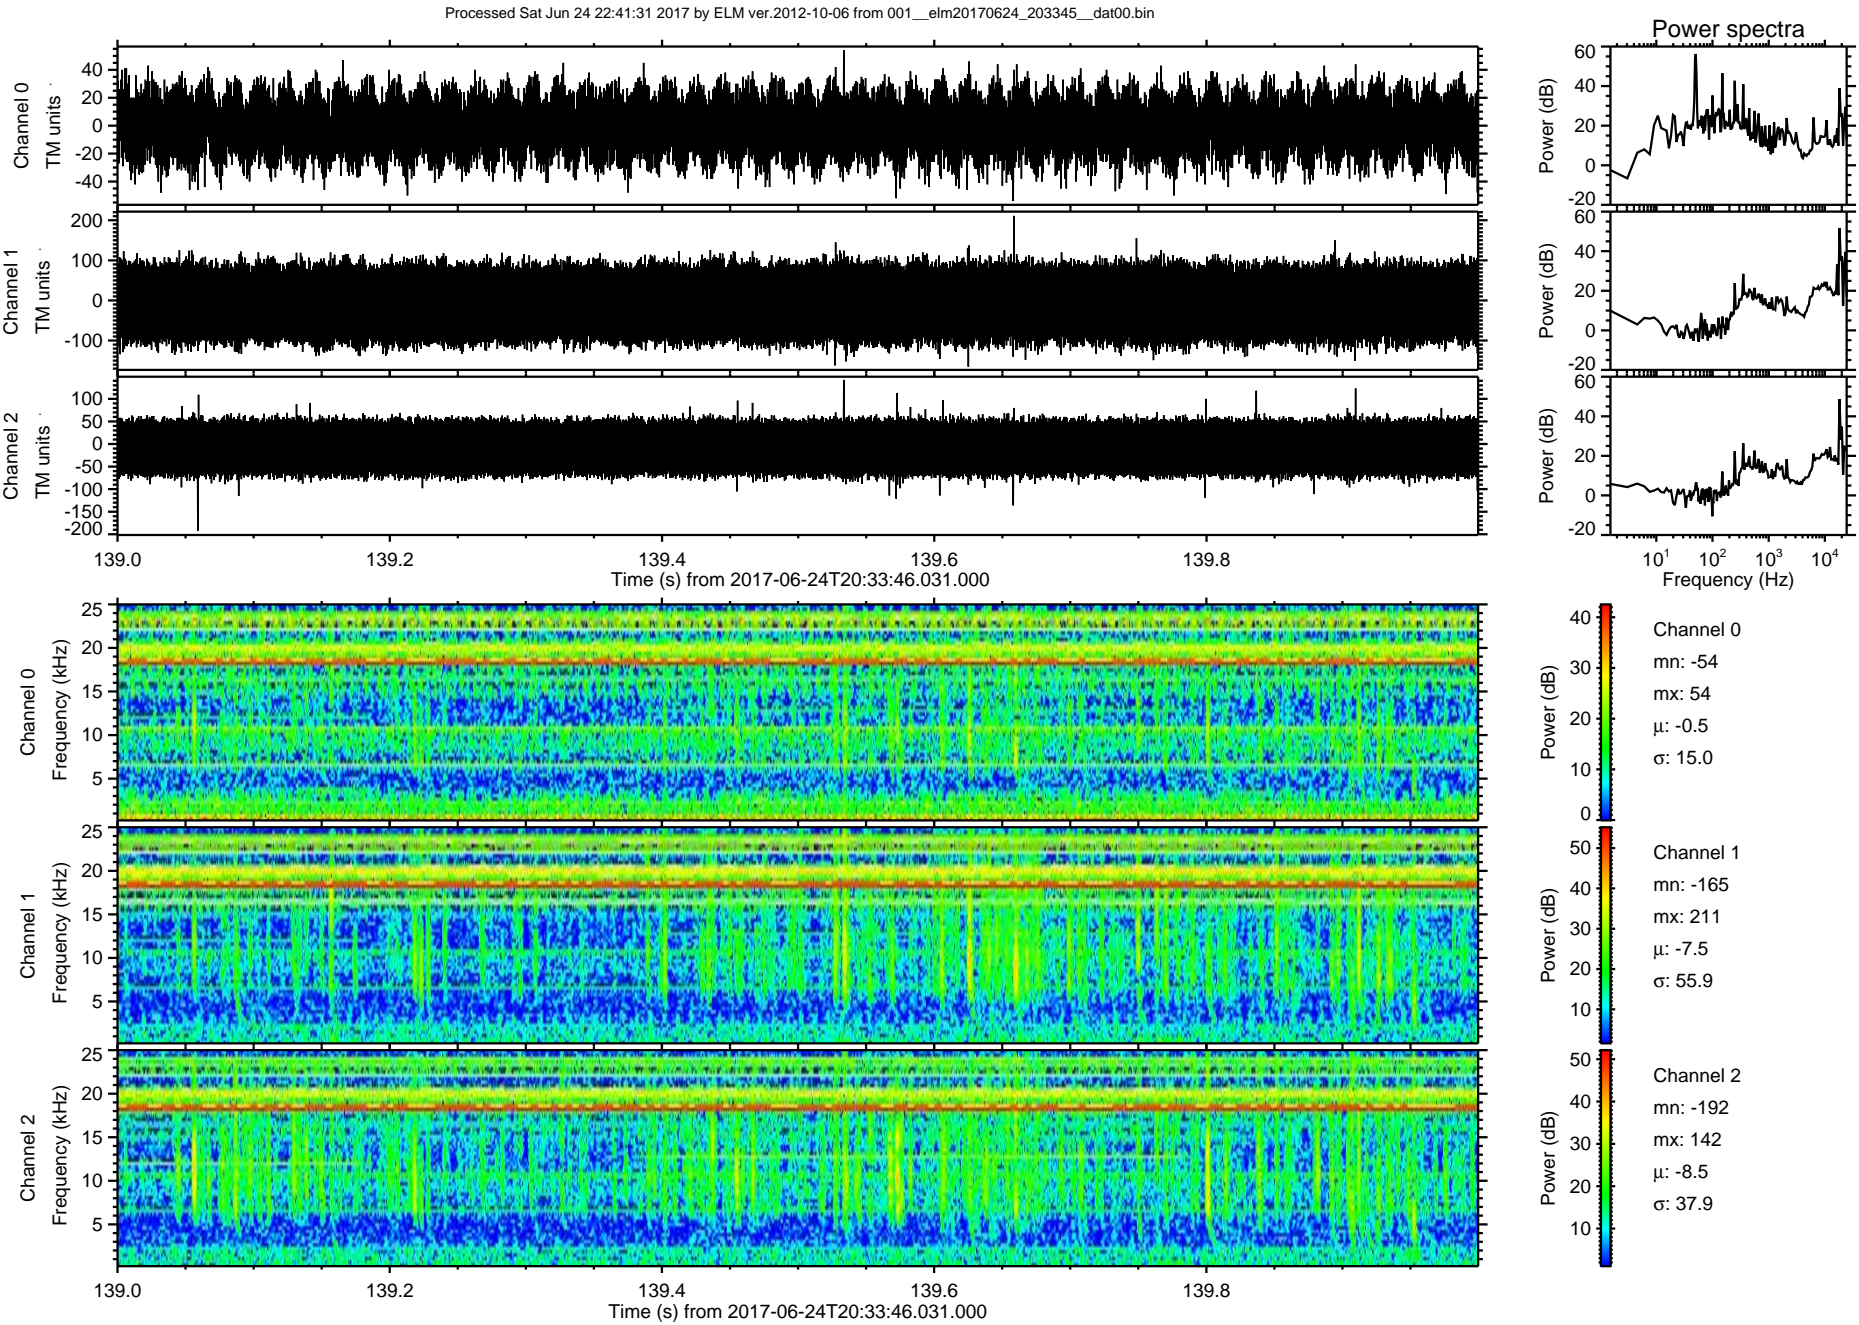 Processed Sat Jun 24 22:41:31 2017 by ELM ver.2012-10-06 from 001__elm20170624_203345__dat00.bin
Power spectra
Channel 0
TM units
40
20
0
-20
-40
Power (dB)
60
40
20
0
-20
Channel 1
TM units
200
100
0
-100
Power (dB)
60
40
20
0
-20
Channel 2
TM units
100
50
0
-50
-100
-150
-200
Power (dB)
60
40
20
0
-20
139.0 139.2 139.4 139.6 139.8
Time (s) from 2017-06-24T20:33:46.031.000
10^1 10^2 10^3 10^4
Frequency (Hz)
Channel 0
Frequency (kHz)
25
20
15
10
5
Power (dB)
40
30
20
10
0
Channel 0
mn: -54
mx: 54
μ: -0.5
σ: 15.0
Channel 1
Frequency (kHz)
25
20
15
10
5
Power (dB)
50
40
30
20
10
Channel 1
mn: -165
mx: 211
μ: -7.5
σ: 55.9
Channel 2
Frequency (kHz)
25
20
15
10
5
Power (dB)
50
40
30
20
10
Channel 2
mn: -192
mx: 142
μ: -8.5
σ: 37.9
139.0 139.2 139.4 139.6 139.8
Time (s) from 2017-06-24T20:33:46.031.000